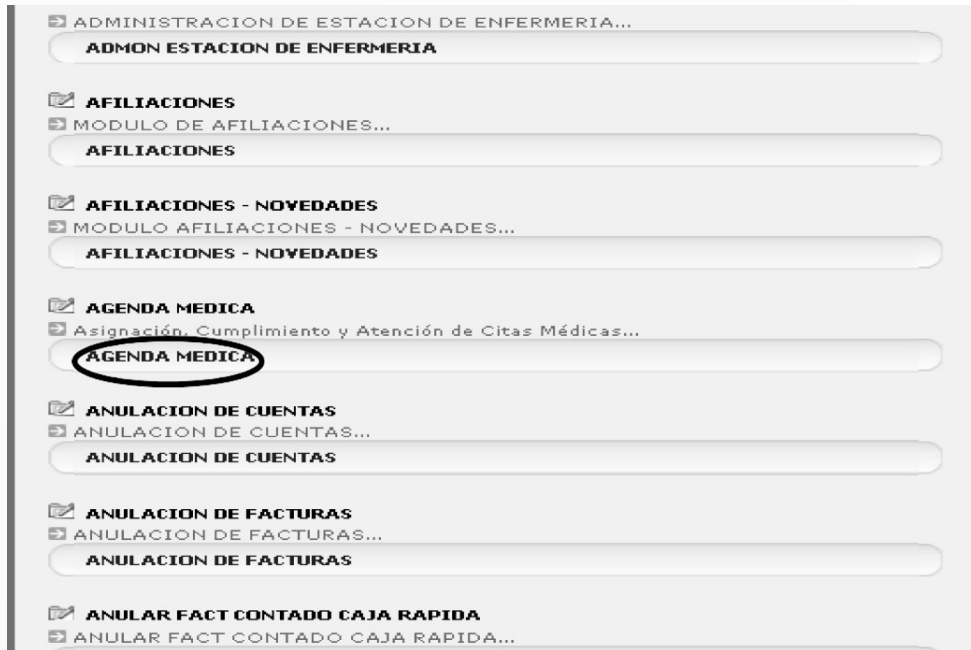 ADMINISTRACION DE ESTACION DE ENFERMERIA...
ADMON ESTACION DE ENFERMERIA
AFILIACIONES
MODULO DE AFILIACIONES...
AFILIACIONES
AFILIACIONES - NOVEDADES
MODULO AFILIACIONES - NOVEDADES...
AFILIACIONES - NOVEDADES
AGENDA MEDICA
Asignación, Cumplimiento y Atención de Citas Médicas...
AGENDA MEDICA
ANULACION DE CUENTAS
ANULACION DE CUENTAS...
ANULACION DE CUENTAS
ANULACION DE FACTURAS
ANULACION DE FACTURAS...
ANULACION DE FACTURAS
ANULAR FACT CONTADO CAJA RAPIDA
ANULAR FACT CONTADO CAJA RAPIDA...